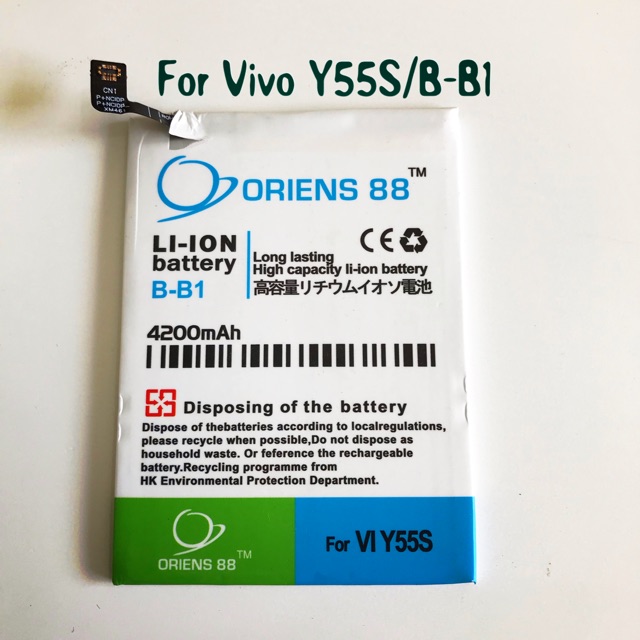 For Vivo Y55S/B-B1
CN1
P+NCIOP
P+NCIOP
XM46
ORIENS 88™
LI-ION
battery
B-B1
Long lasting
High capacity li-ion battery
高容量リチウムイオソ電池
4200mAh
Disposing of the battery
Dispose of thebatteries according to localregulations,
please recycle when possible,Do not dispose as
household waste. Or feference the rechargeable
battery.Recycling programme from
HK Environmental Protection Department.
ORIENS 88™
For VI Y55S